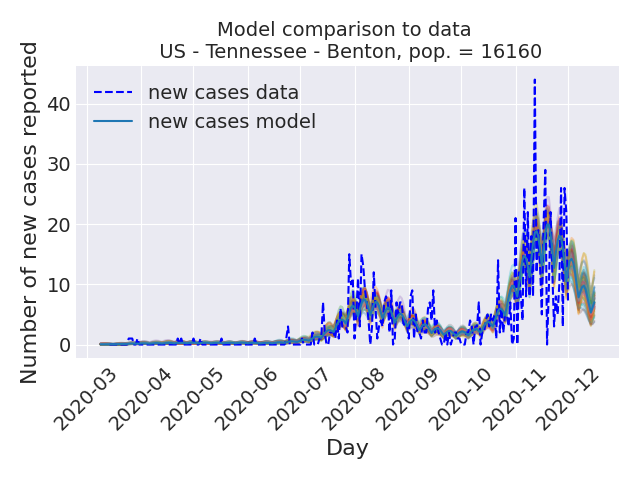 Model comparison to data
US - Tennessee - Benton, pop. = 16160
new cases data
new cases model
Number of new cases reported
40
30
20
10
0
2020-03
2020-04
2020-05
2020-06
2020-07
2020-08
2020-09
2020-10
2020-11
2020-12
Day